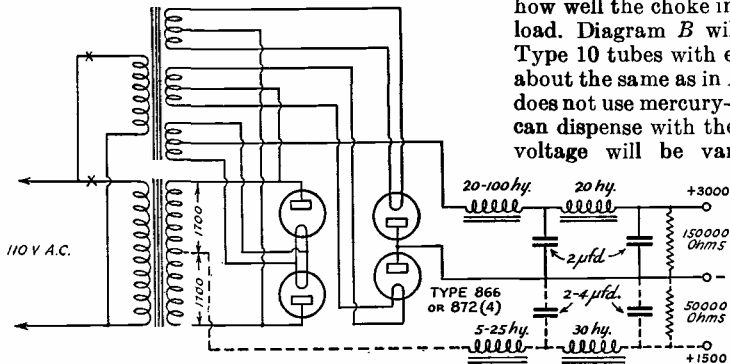 how well the choke in
load. Diagram B wil
Type 10 tubes with e
about the same as in
does not use mercury-
can dispense with the
voltage will be var
20-100 hy.
20 hy.
+3000
150000
Ohms
2 µfd.
–
1700
1700
110 V A.C.
TYPE 866
OR 872(4)
2-4 µfd.
50000
Ohms
5-25 hy.
30 hy.
+1500